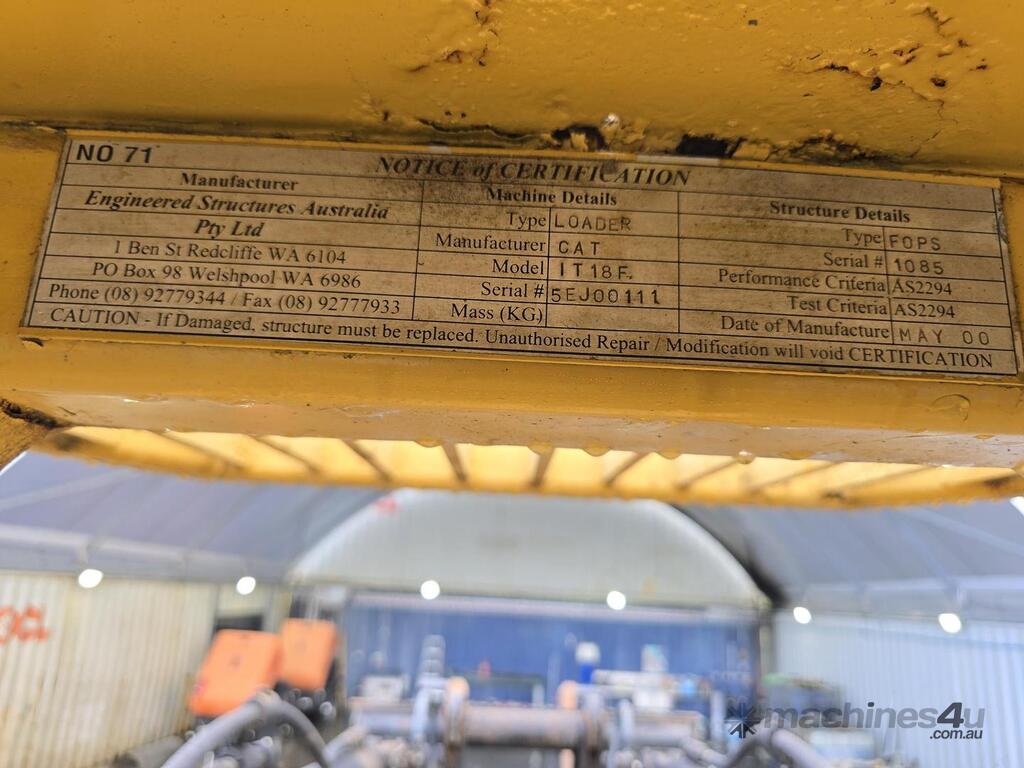 NO 71
NOTICE of CERTIFICATION
Manufacturer
Engineered Structures Australia
Pty Ltd
1 Ben St Redcliffe WA 6104
PO Box 98 Welshpool WA 6986
Phone (08) 92779344 / Fax (08) 92777933
Machine Details
Type LOADER
Manufacturer CAT
Model IT18F.
Serial # 5EJ00111
Mass (KG)
Structure Details
Type FOPS
Serial # 1085
Performance Criteria AS2294
Test Criteria AS2294
Date of Manufacture MAY 00
CAUTION - If Damaged, structure must be replaced. Unauthorised Repair / Modification will void CERTIFICATION
machines4u
.com.au